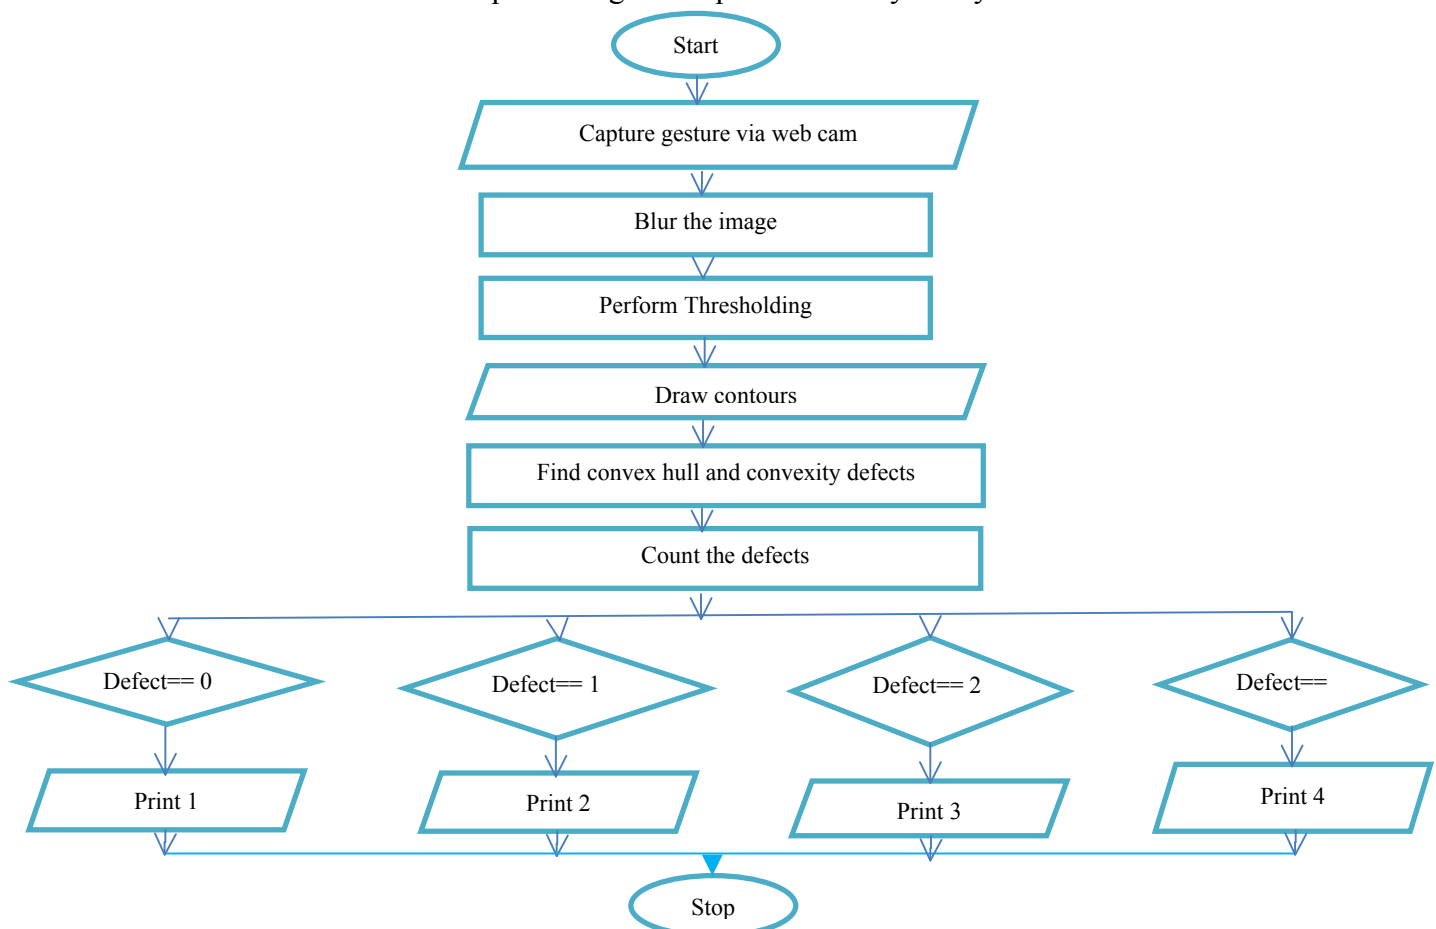 Start
Capture gesture via web cam
Blur the image
Perform Thresholding
Draw contours
Find convex hull and convexity defects
Count the defects
Defect== 0
Defect== 1
Defect== 2
Defect==
Print 1
Print 2
Print 3
Print 4
Stop